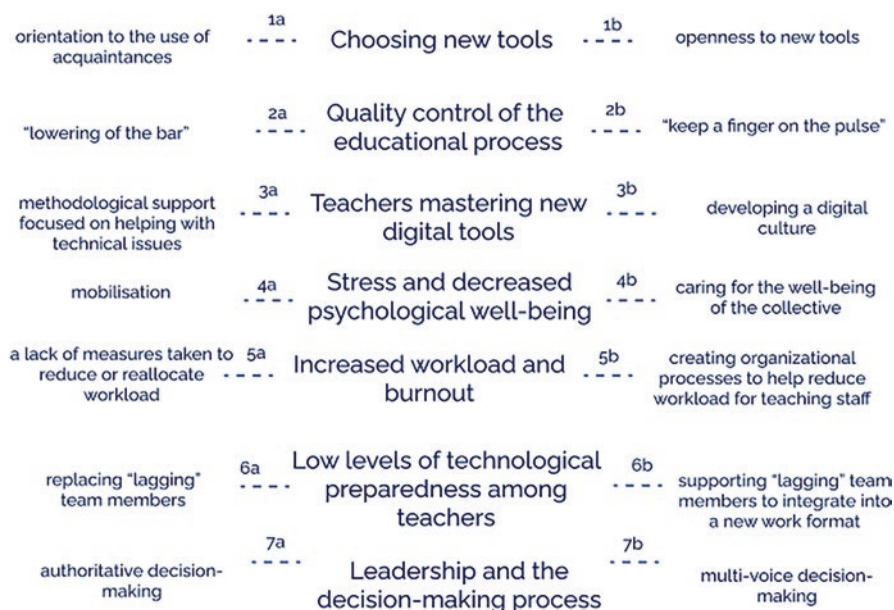 1a
1b
orientation to the use of
acquaintances
Choosing new tools
openness to new tools
2a
2b
"lowering of the bar"
Quality control of the
educational process
"keep a finger on the pulse"
3a
3b
methodological support
focused on helping with
technical issues
Teachers mastering new
digital tools
developing a digital
culture
4a
4b
mobilisation
Stress and decreased
psychological well-being
caring for the well-being
of the collective
5a
5b
a lack of measures taken to
reduce or reallocate
workload
Increased workload and
burnout
creating organizational
processes to help reduce
workload for teaching staff
6a
6b
replacing "lagging"
team members
Low levels of technological
preparedness among
teachers
supporting "lagging" team
members to integrate into
a new work format
7a
7b
authoritative decision-
making
Leadership and the
decision-making process
multi-voice decision-
making